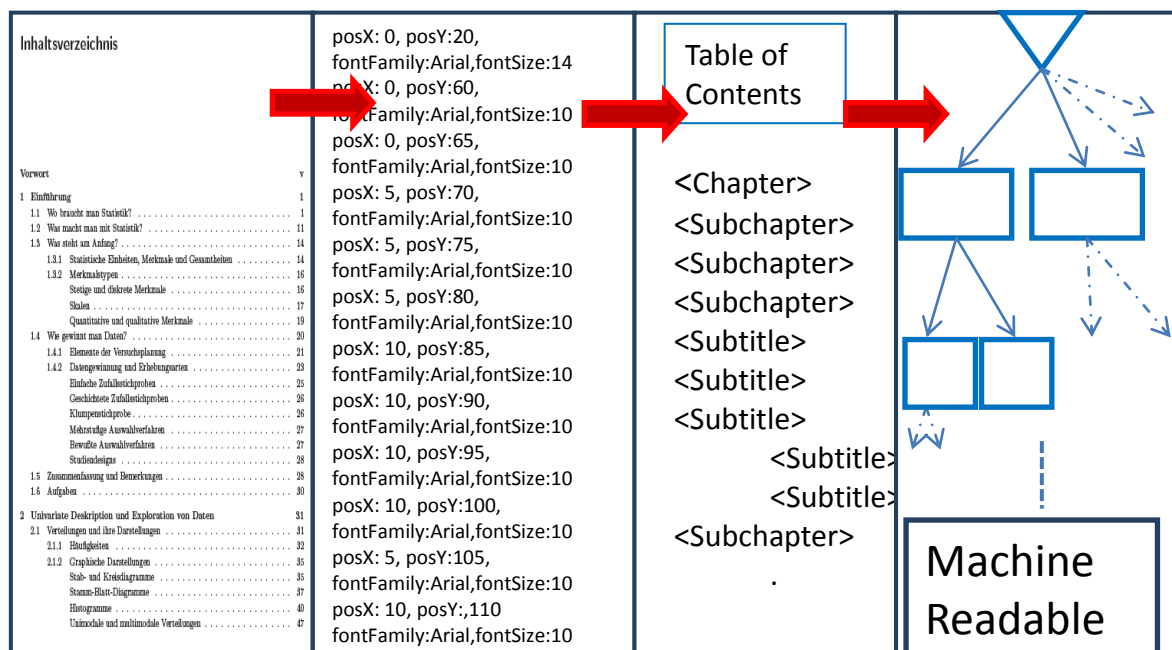 Inhaltsverzeichnis
Vorwort v
1 Einführung 1
1.1 Wo braucht man Statistik? . . . . . . . . . . . . . . . . . . . . . . . . . . . 1
1.2 Was macht man mit Statistik? . . . . . . . . . . . . . . . . . . . . . . . . . 11
1.3 Was steht am Anfang? . . . . . . . . . . . . . . . . . . . . . . . . . . . . . 14
1.3.1 Statistische Einheiten, Merkmale und Gesamtheiten . . . . . . . . . . 14
1.3.2 Merkmalstypen . . . . . . . . . . . . . . . . . . . . . . . . . . . . . 16
Stetige und diskrete Merkmale . . . . . . . . . . . . . . . . . . . . . 16
Skalen . . . . . . . . . . . . . . . . . . . . . . . . . . . . . . . . . 17
Quantitative und qualitative Merkmale . . . . . . . . . . . . . . . . . 19
1.4 Wie gewinnt man Daten? . . . . . . . . . . . . . . . . . . . . . . . . . . . . 20
1.4.1 Elemente der Versuchsplanung . . . . . . . . . . . . . . . . . . . . . 21
1.4.2 Datengewinnung und Erhebungsarten . . . . . . . . . . . . . . . . . . 23
Einfache Zufallsstichproben . . . . . . . . . . . . . . . . . . . . . . 25
Geschichtete Zufallsstichproben . . . . . . . . . . . . . . . . . . . . 26
Klumpenstichprobe . . . . . . . . . . . . . . . . . . . . . . . . . . . 26
Mehrstufige Auswahlverfahren . . . . . . . . . . . . . . . . . . . . . 27
Bewußte Auswahlverfahren . . . . . . . . . . . . . . . . . . . . . . . 27
Studiendesigns . . . . . . . . . . . . . . . . . . . . . . . . . . . . . 28
1.5 Zusammenfassung und Bemerkungen . . . . . . . . . . . . . . . . . . . . . . . 28
1.6 Aufgaben . . . . . . . . . . . . . . . . . . . . . . . . . . . . . . . . . . . 30
2 Univariate Deskription und Exploration von Daten 31
2.1 Verteilungen und ihre Darstellungen . . . . . . . . . . . . . . . . . . . . . 31
2.1.1 Häufigkeiten . . . . . . . . . . . . . . . . . . . . . . . . . . . . . 32
2.1.2 Graphische Darstellungen . . . . . . . . . . . . . . . . . . . . . . . 35
Stab- und Kreisdiagramme . . . . . . . . . . . . . . . . . . . . . . . 35
Stamm-Blatt-Diagramme . . . . . . . . . . . . . . . . . . . . . . . . . 37
Histogramme . . . . . . . . . . . . . . . . . . . . . . . . . . . . . . 40
Unimodale und multimodale Verteilungen . . . . . . . . . . . . . . . . 47
posX: 0, posY:20,
fontFamily:Arial,fontSize:14
posX: 0, posY:60,
fontFamily:Arial,fontSize:10
posX: 0, posY:65,
fontFamily:Arial,fontSize:10
posX: 5, posY:70,
fontFamily:Arial,fontSize:10
posX: 5, posY:75,
fontFamily:Arial,fontSize:10
posX: 5, posY:80,
fontFamily:Arial,fontSize:10
posX: 10, posY:85,
fontFamily:Arial,fontSize:10
posX: 10, posY:90,
fontFamily:Arial,fontSize:10
posX: 10, posY:95,
fontFamily:Arial,fontSize:10
posX: 10, posY:100,
fontFamily:Arial,fontSize:10
posX: 5, posY:105,
fontFamily:Arial,fontSize:10
posX: 10, posY:,110
fontFamily:Arial,fontSize:10
Table of
Contents
<Chapter>
<Subchapter>
<Subchapter>
<Subchapter>
<Subtitle>
<Subtitle>
<Subtitle>
<Subtitle>
<Subtitle>
<Subchapter>
.
Machine
Readable